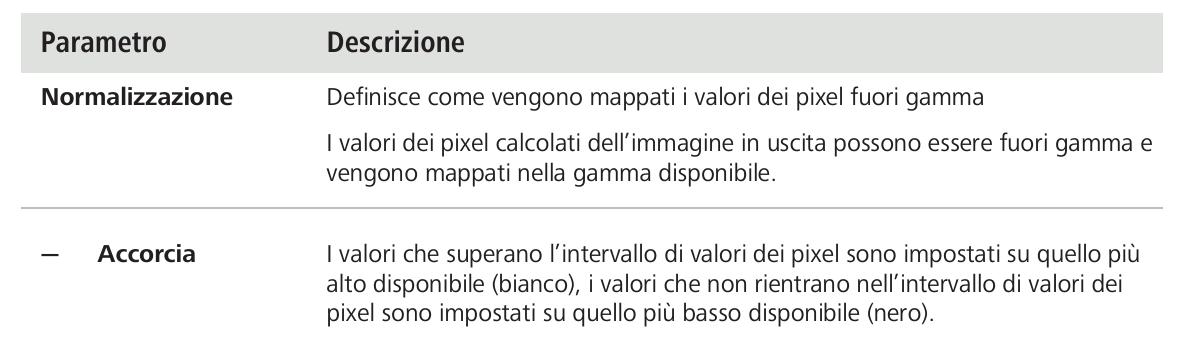 Parametro Descrizione
Normalizzazione Definisce come vengono mappati i valori dei pixel fuori gamma
I valori dei pixel calcolati dell'immagine in uscita possono essere fuori gamma e
vengono mappati nella gamma disponibile.
— Accorcia I valori che superano l'intervallo di valori dei pixel sono impostati su quello più
alto disponibile (bianco), i valori che non rientrano nell'intervallo di valori dei
pixel sono impostati su quello più basso disponibile (nero).